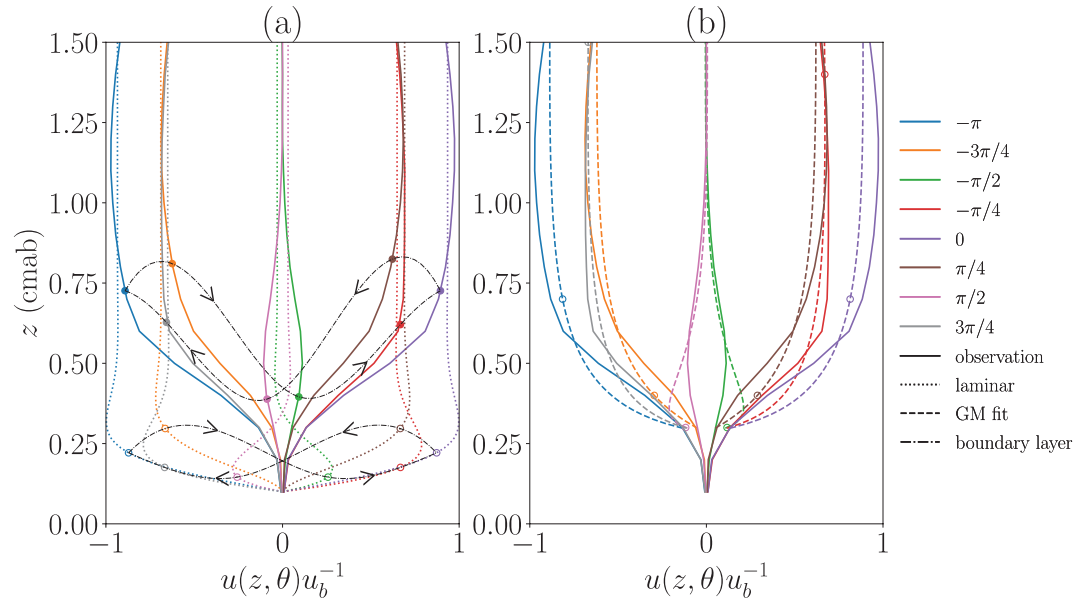 (a)
(b)
1.50
1.25
1.00
0.75
0.50
0.25
0.00
z (cmab)
−1
0
1
u(z, θ)u_b^{−1}
1.50
1.25
1.00
0.75
0.50
0.25
0.00
−1
0
1
u(z, θ)u_b^{−1}
−π
−3π/4
−π/2
−π/4
0
π/4
π/2
3π/4
observation
laminar
GM fit
boundary layer